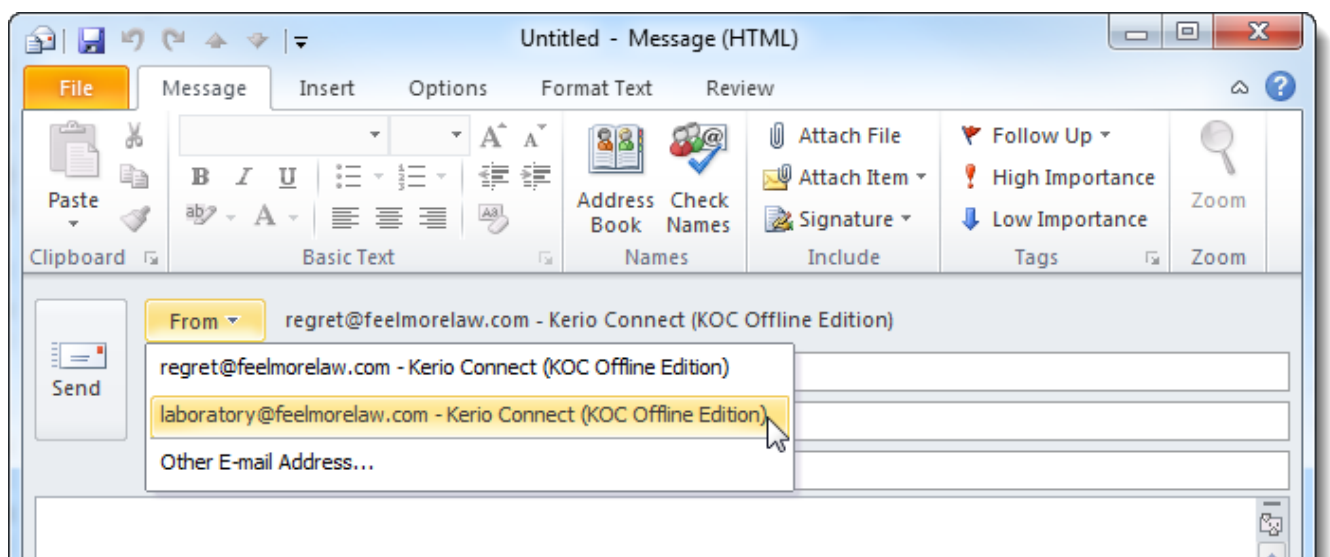 Untitled - Message (HTML)
File Message Insert Options Format Text Review
Paste
Clipboard
B I U
A A
ab A
Aa
Basic Text
Address Book
Check Names
Names
Attach File
Attach Item
Signature
Include
Follow Up
High Importance
Low Importance
Tags
Zoom
Zoom
Send
From regret@feelmorelaw.com - Kerio Connect (KOC Offline Edition)
regret@feelmorelaw.com - Kerio Connect (KOC Offline Edition)
laboratory@feelmorelaw.com - Kerio Connect (KOC Offline Edition)
Other E-mail Address...